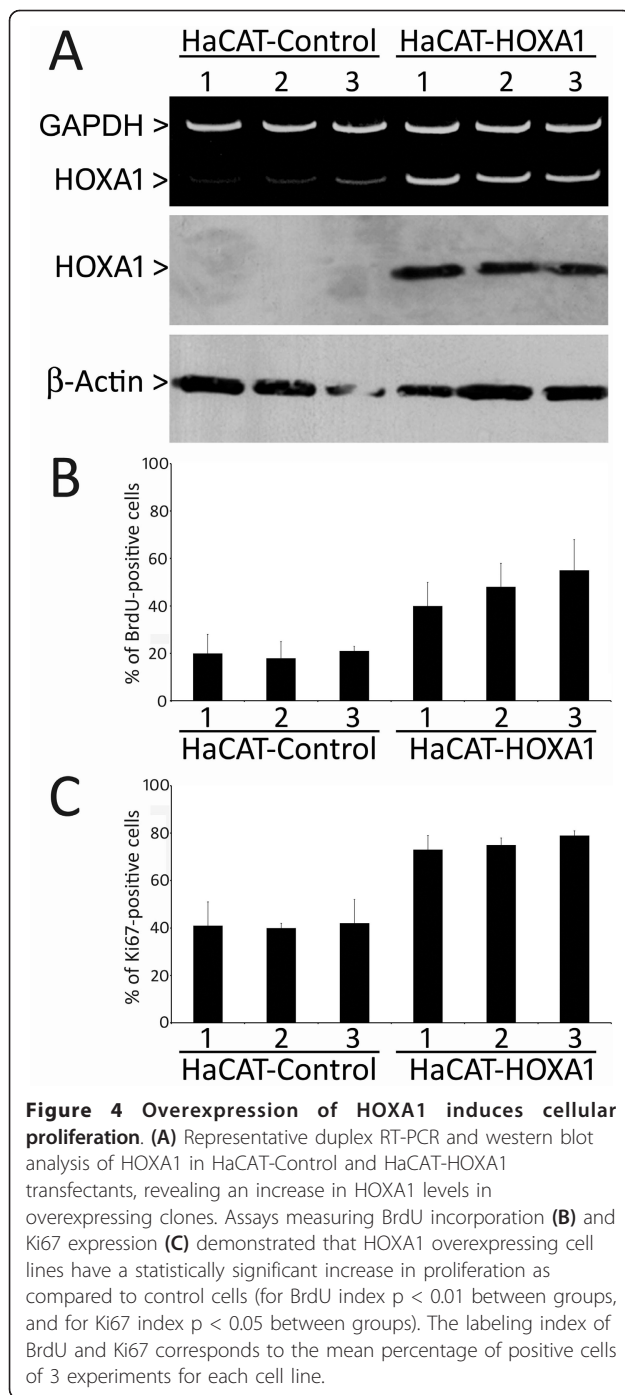 A
HaCAT-Control HaCAT-HOXA1
1 2 3 1 2 3
GAPDH >
HOXA1 >
HOXA1 >
β-Actin >
B
% of BrdU-positive cells
100
80
60
40
20
0
1 2 3 1 2 3
HaCAT-Control HaCAT-HOXA1
C
% of Ki67-positive cells
100
80
60
40
20
0
1 2 3 1 2 3
HaCAT-Control HaCAT-HOXA1
Figure 4 Overexpression of HOXA1 induces cellular
proliferation. (A) Representative duplex RT-PCR and western blot
analysis of HOXA1 in HaCAT-Control and HaCAT-HOXA1
transfectants, revealing an increase in HOXA1 levels in
overexpressing clones. Assays measuring BrdU incorporation (B) and
Ki67 expression (C) demonstrated that HOXA1 overexpressing cell
lines have a statistically significant increase in proliferation as
compared to control cells (for BrdU index p < 0.01 between groups,
and for Ki67 index p < 0.05 between groups). The labeling index of
BrdU and Ki67 corresponds to the mean percentage of positive cells
of 3 experiments for each cell line.